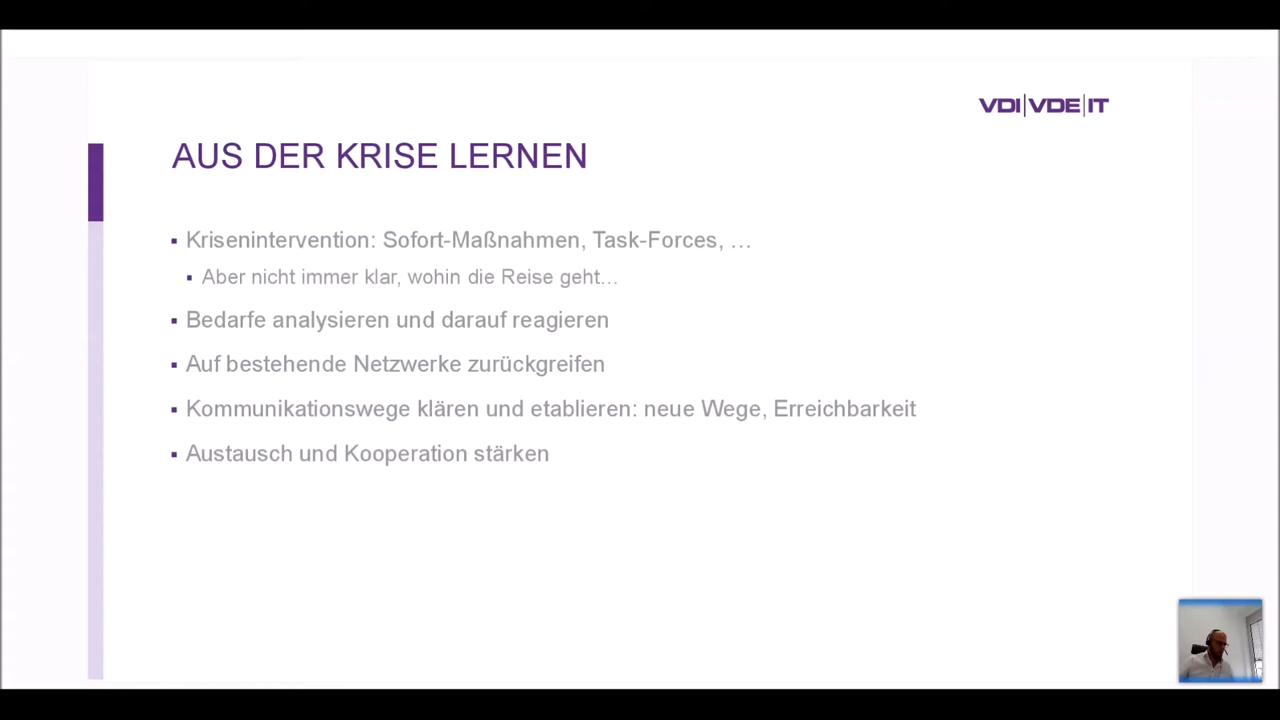 VDI|VDE|IT
AUS DER KRISE LERNEN
▪ Krisenintervention: Sofort-Maßnahmen, Task-Forces, …
▪ Aber nicht immer klar, wohin die Reise geht…
▪ Bedarfe analysieren und darauf reagieren
▪ Auf bestehende Netzwerke zurückgreifen
▪ Kommunikationswege klären und etablieren: neue Wege, Erreichbarkeit
▪ Austausch und Kooperation stärken